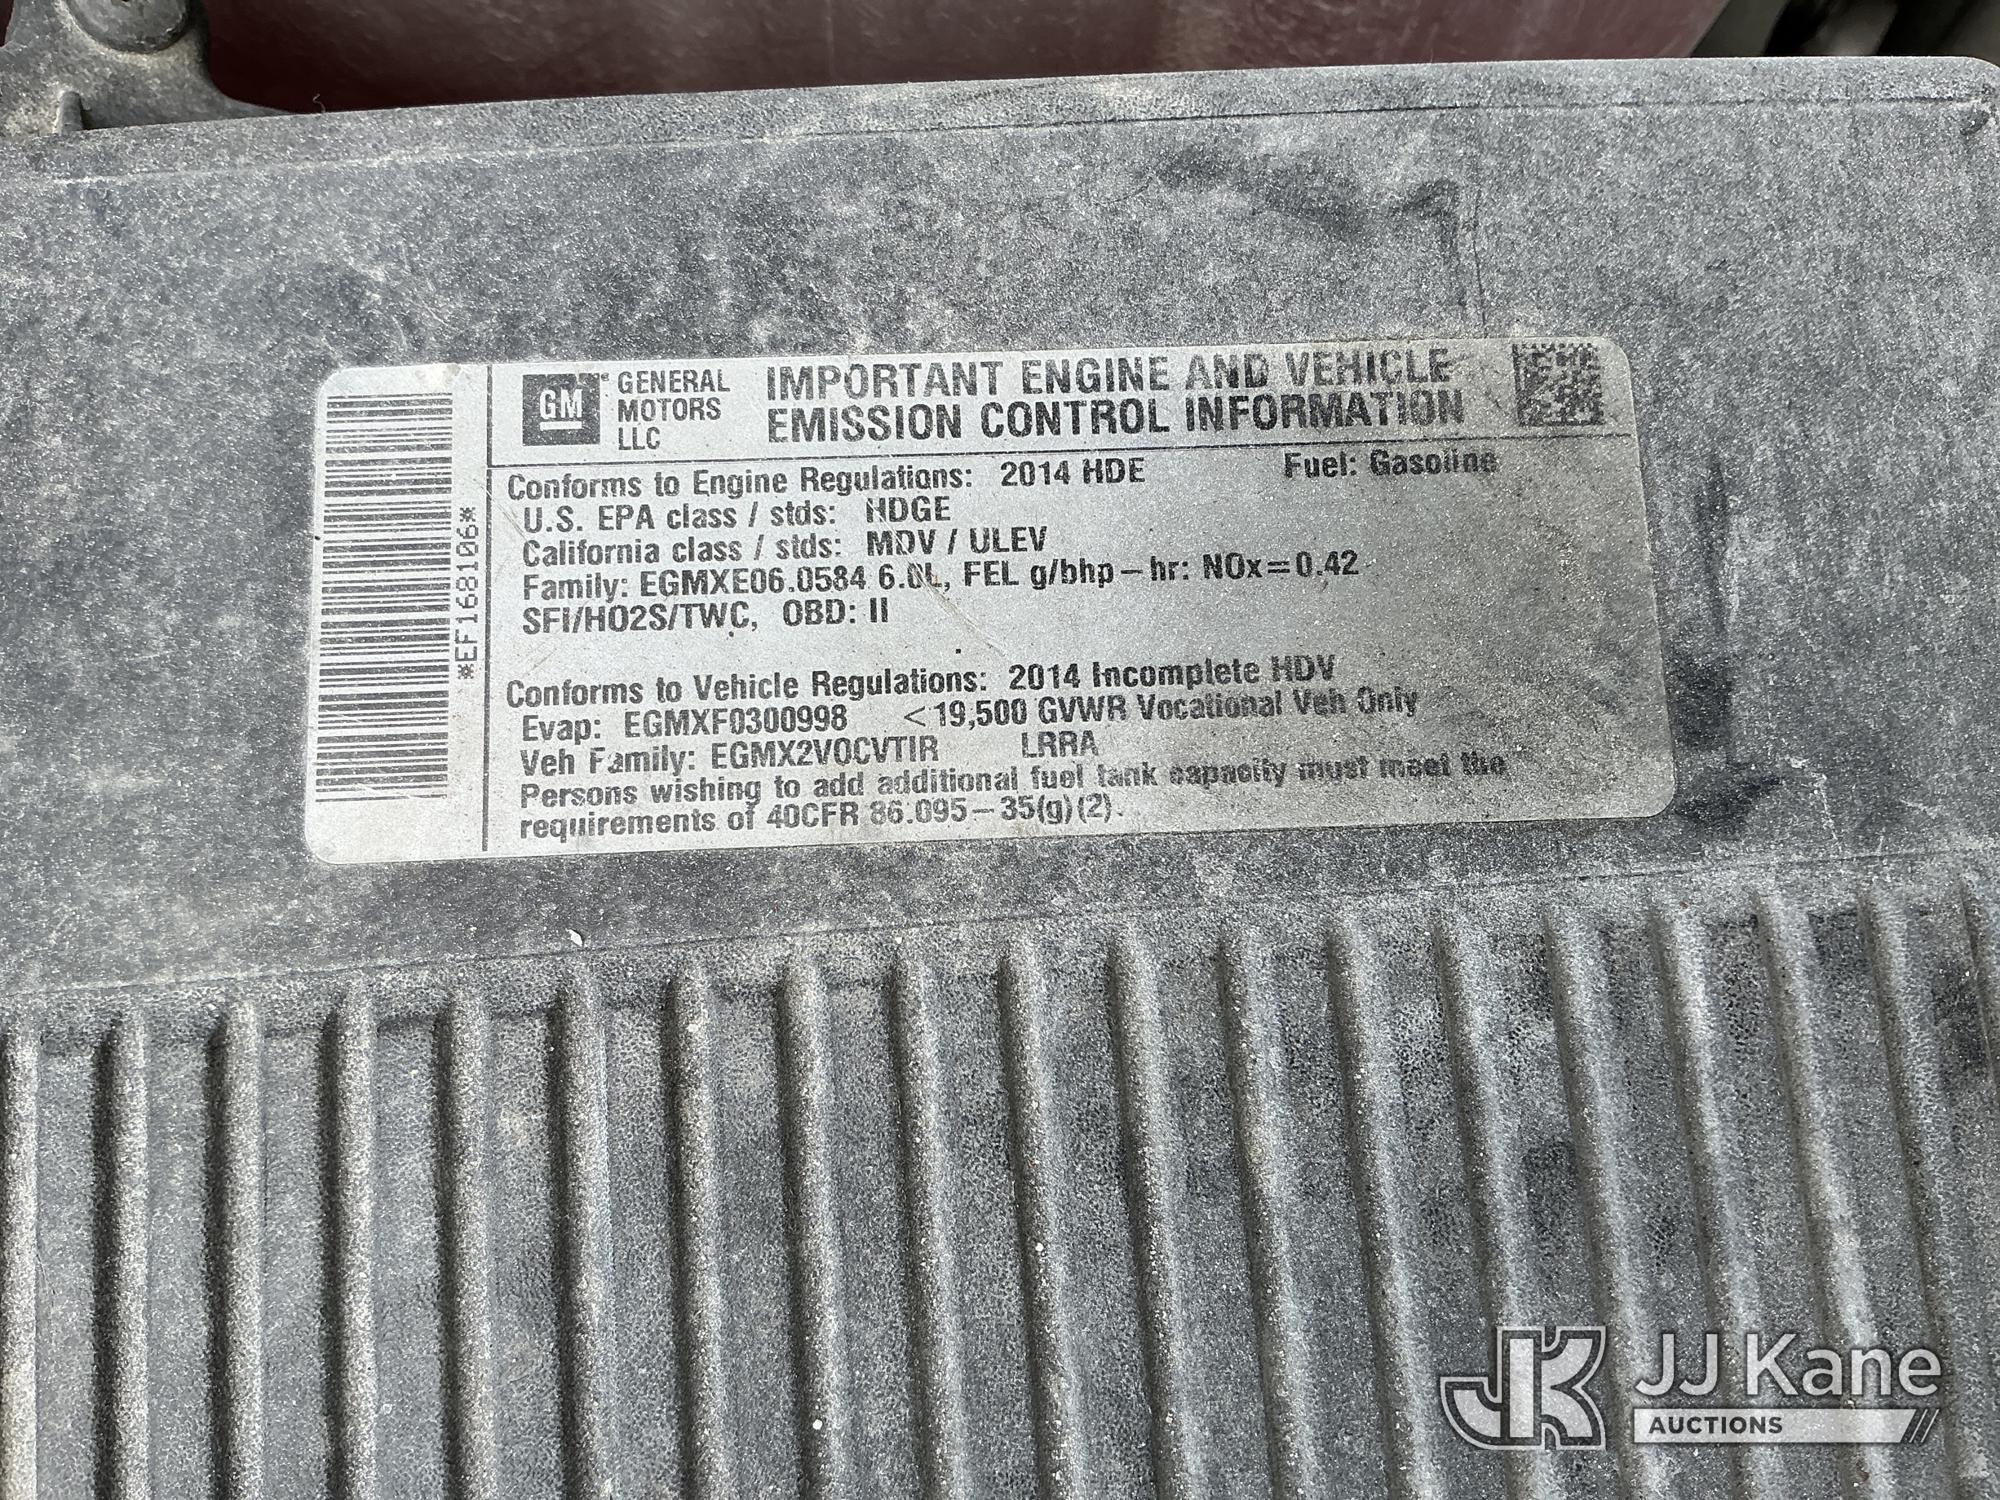 *EF168106*
GM
GENERAL
MOTORS
LLC
IMPORTANT ENGINE AND VEHICLE
EMISSION CONTROL INFORMATION
Conforms to Engine Regulations: 2014 HDE Fuel: Gasoline
U.S. EPA class / stds: HDGE
California class / stds: MDV / ULEV
Family: EGMXE06.0584 6.0L, FEL g/bhp-hr: NOx=0.42
SFI/HO2S/TWC, OBD: II
Conforms to Vehicle Regulations: 2014 Incomplete HDV
Evap: EGMXF0300998 <19,500 GVWR Vocational Veh Only
Veh Family: EGMX2VOCVTIR LRRA
Persons wishing to add additional fuel tank capacity must meet the
requirements of 40CFR 86.095-35(g)(2).
JK JJ Kane
AUCTIONS